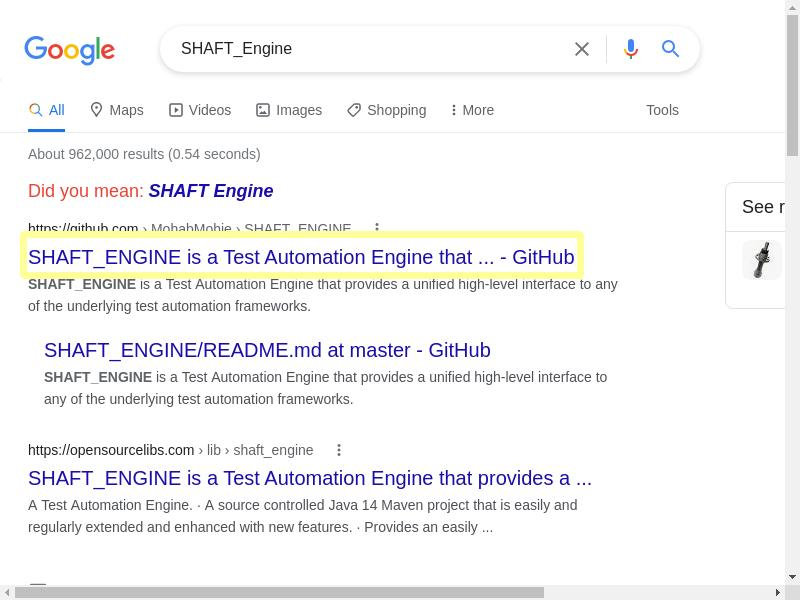 Google
SHAFT_Engine
All Maps Videos Images Shopping More Tools
About 962,000 results (0.54 seconds)
Did you mean: SHAFT Engine
https://github.com › MohabMohie › SHAFT_ENGINE
SHAFT_ENGINE is a Test Automation Engine that ... - GitHub
SHAFT_ENGINE is a Test Automation Engine that provides a unified high-level interface to any
of the underlying test automation frameworks.
See r
SHAFT_ENGINE/README.md at master - GitHub
SHAFT_ENGINE is a Test Automation Engine that provides a unified high-level interface to
any of the underlying test automation frameworks.
https://opensourcelibs.com › lib › shaft_engine
SHAFT_ENGINE is a Test Automation Engine that provides a ...
A Test Automation Engine. · A source controlled Java 14 Maven project that is easily and
regularly extended and enhanced with new features. · Provides an easily ...